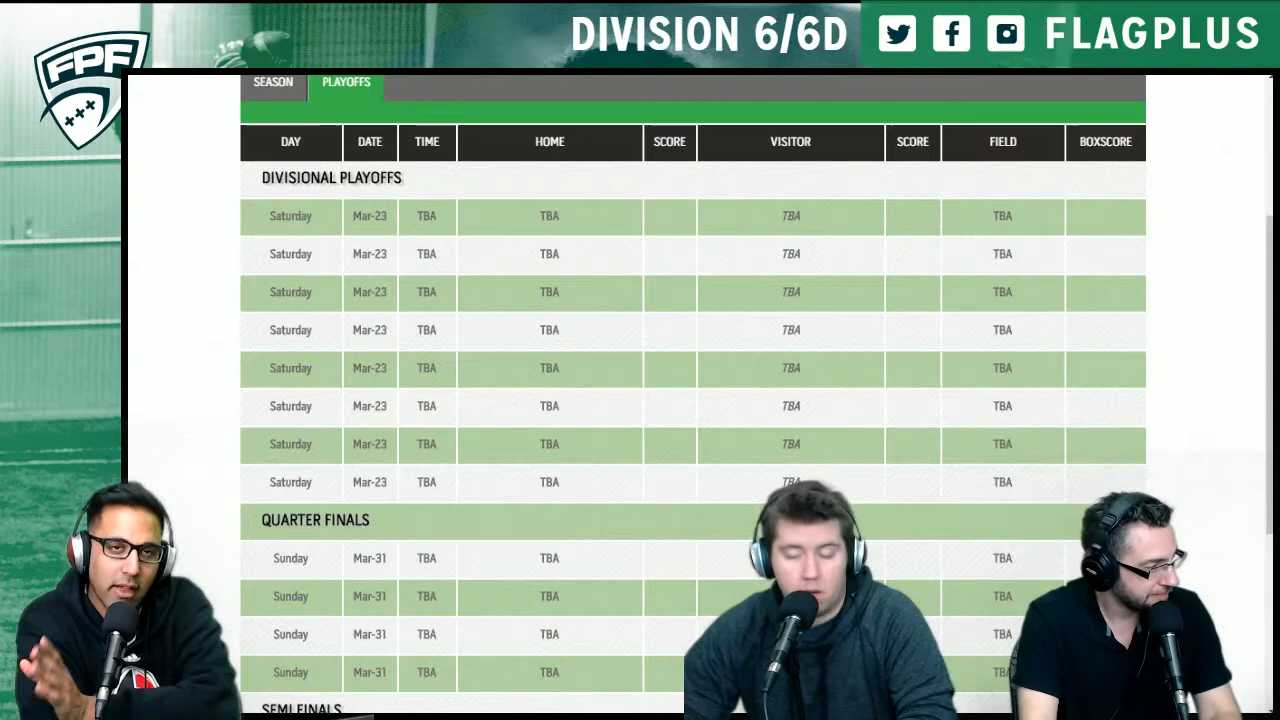 DIVISION 6/6D FLAGPLUS
FPF
SEASON PLAYOFFS
DAY DATE TIME HOME SCORE VISITOR SCORE FIELD BOXSCORE
DIVISIONAL PLAYOFFS
Saturday Mar-23 TBA TBA TBA TBA
Saturday Mar-23 TBA TBA TBA TBA
Saturday Mar-23 TBA TBA TBA TBA
Saturday Mar-23 TBA TBA TBA TBA
Saturday Mar-23 TBA TBA TBA TBA
Saturday Mar-23 TBA TBA TBA TBA
Saturday Mar-23 TBA TBA TBA TBA
Saturday Mar-23 TBA TBA TBA TBA
QUARTER FINALS
Sunday Mar-31 TBA TBA TBA
Sunday Mar-31 TBA TBA TBA
Sunday Mar-31 TBA TBA TBA
Sunday Mar-31 TBA TBA TBA
SEMI FINALS